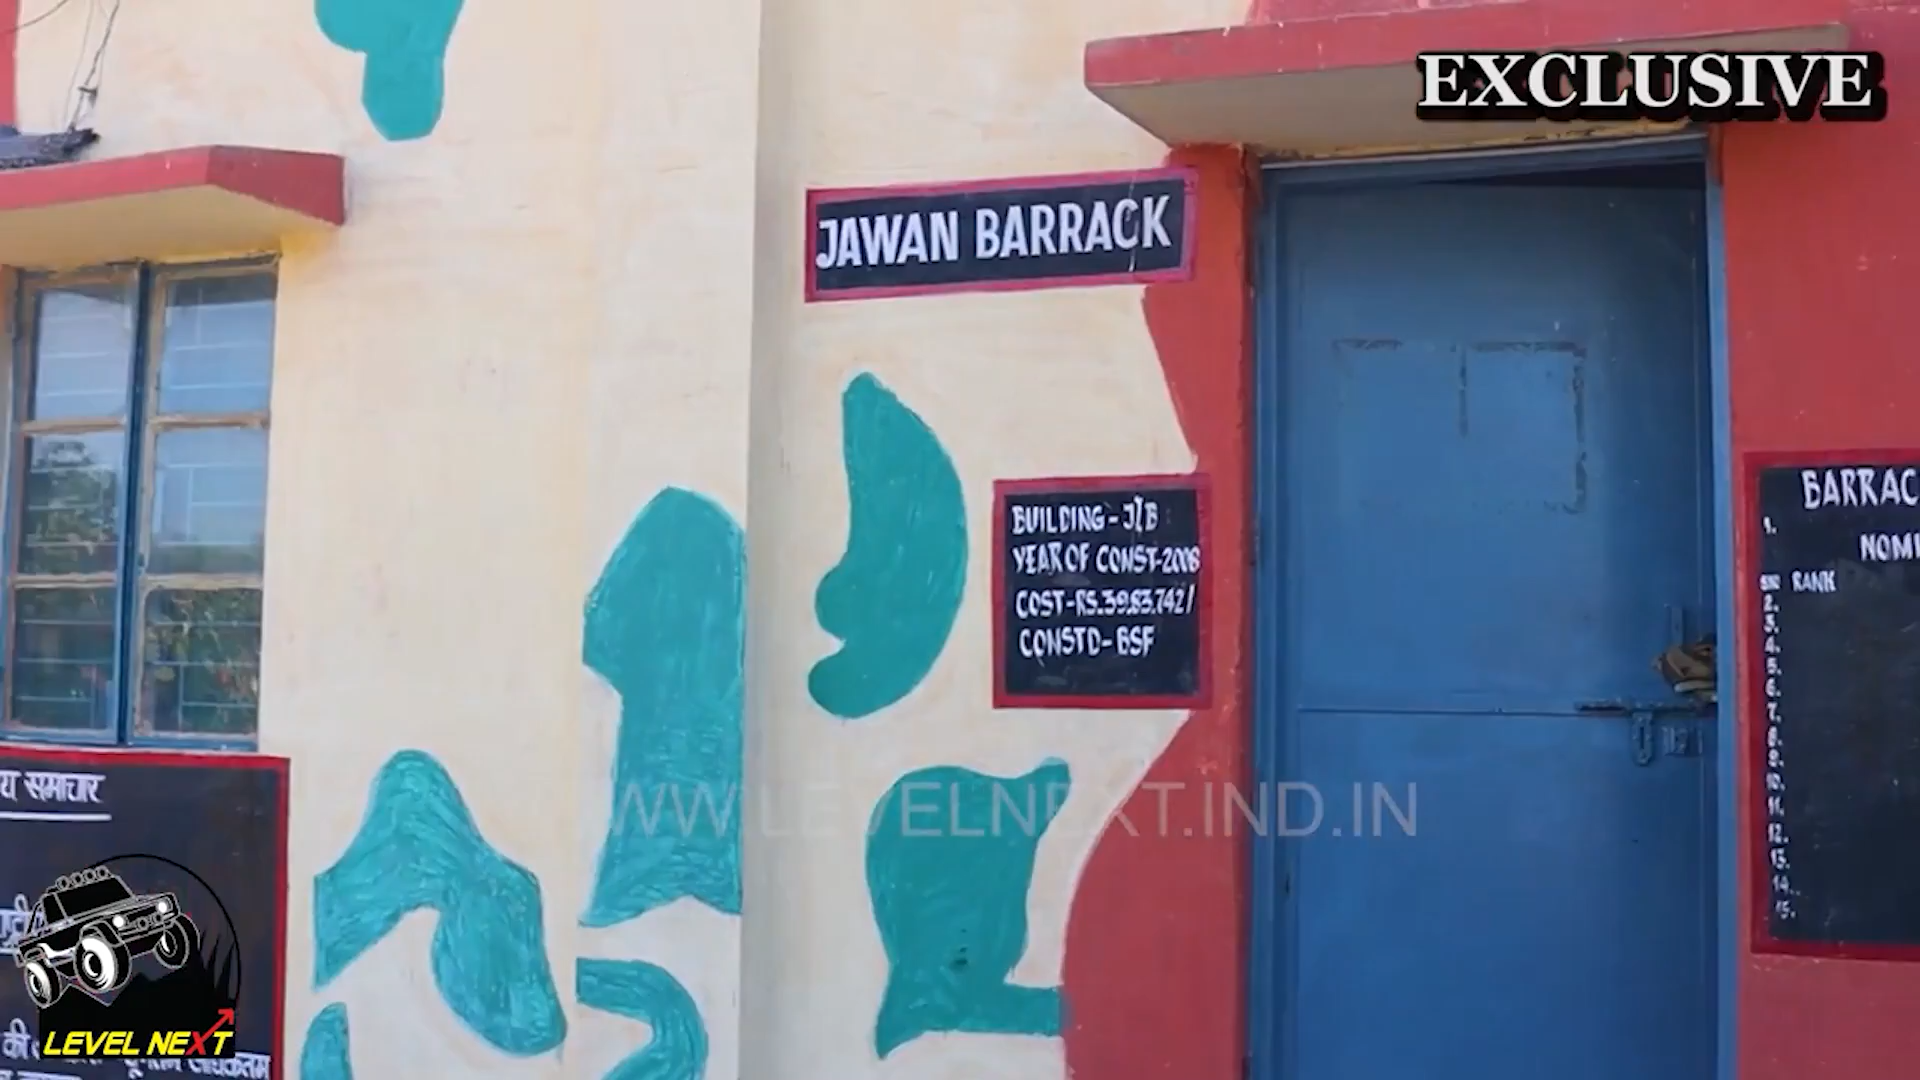 EXCLUSIVE
JAWAN BARRACK
BUILDING-J/B
YEAR OF CONST-2008
COST-RS.39.83.742/
CONSTD-BSF
BARRAC
1.
NOMI
RANK
2.
3.
4.
5.
6.
7.
8.
9.
10.
11.
12.
13.
14.
15.
समाचार
WWW.LEVELNEXT.IND.IN
LEVEL NEXT
की